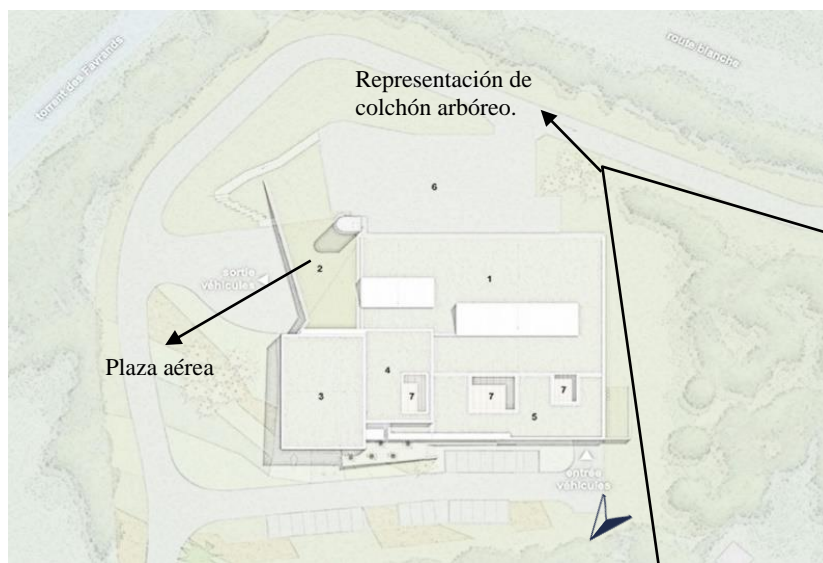 torrent des Favrands
route blanche
Representación de
colchón arbóreo.
6
2
sortie
véhicules
1
Plaza aérea
3
4
7
7
7
5
entrée
véhicules